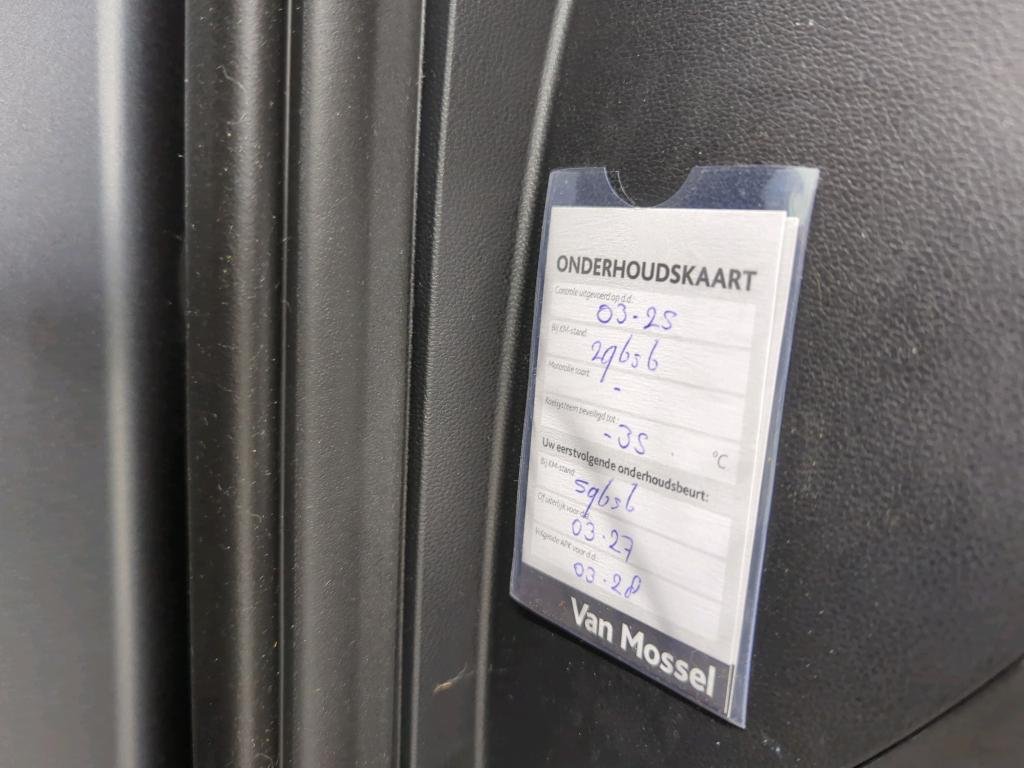 ONDERHOUDSKAART
Controle uitgevoerd op d.d.:
03-25
Bij KM-stand:
29656
Motorolie soort:
-
Koelsysteem beveiligd tot:
-35 °C
Uw eerstvolgende onderhoudsbeurt:
Bij KM-stand:
59656
Of uiterlijk voor d.d.:
03-27
Volgende APK voor d.d.:
03-28
Van Mossel